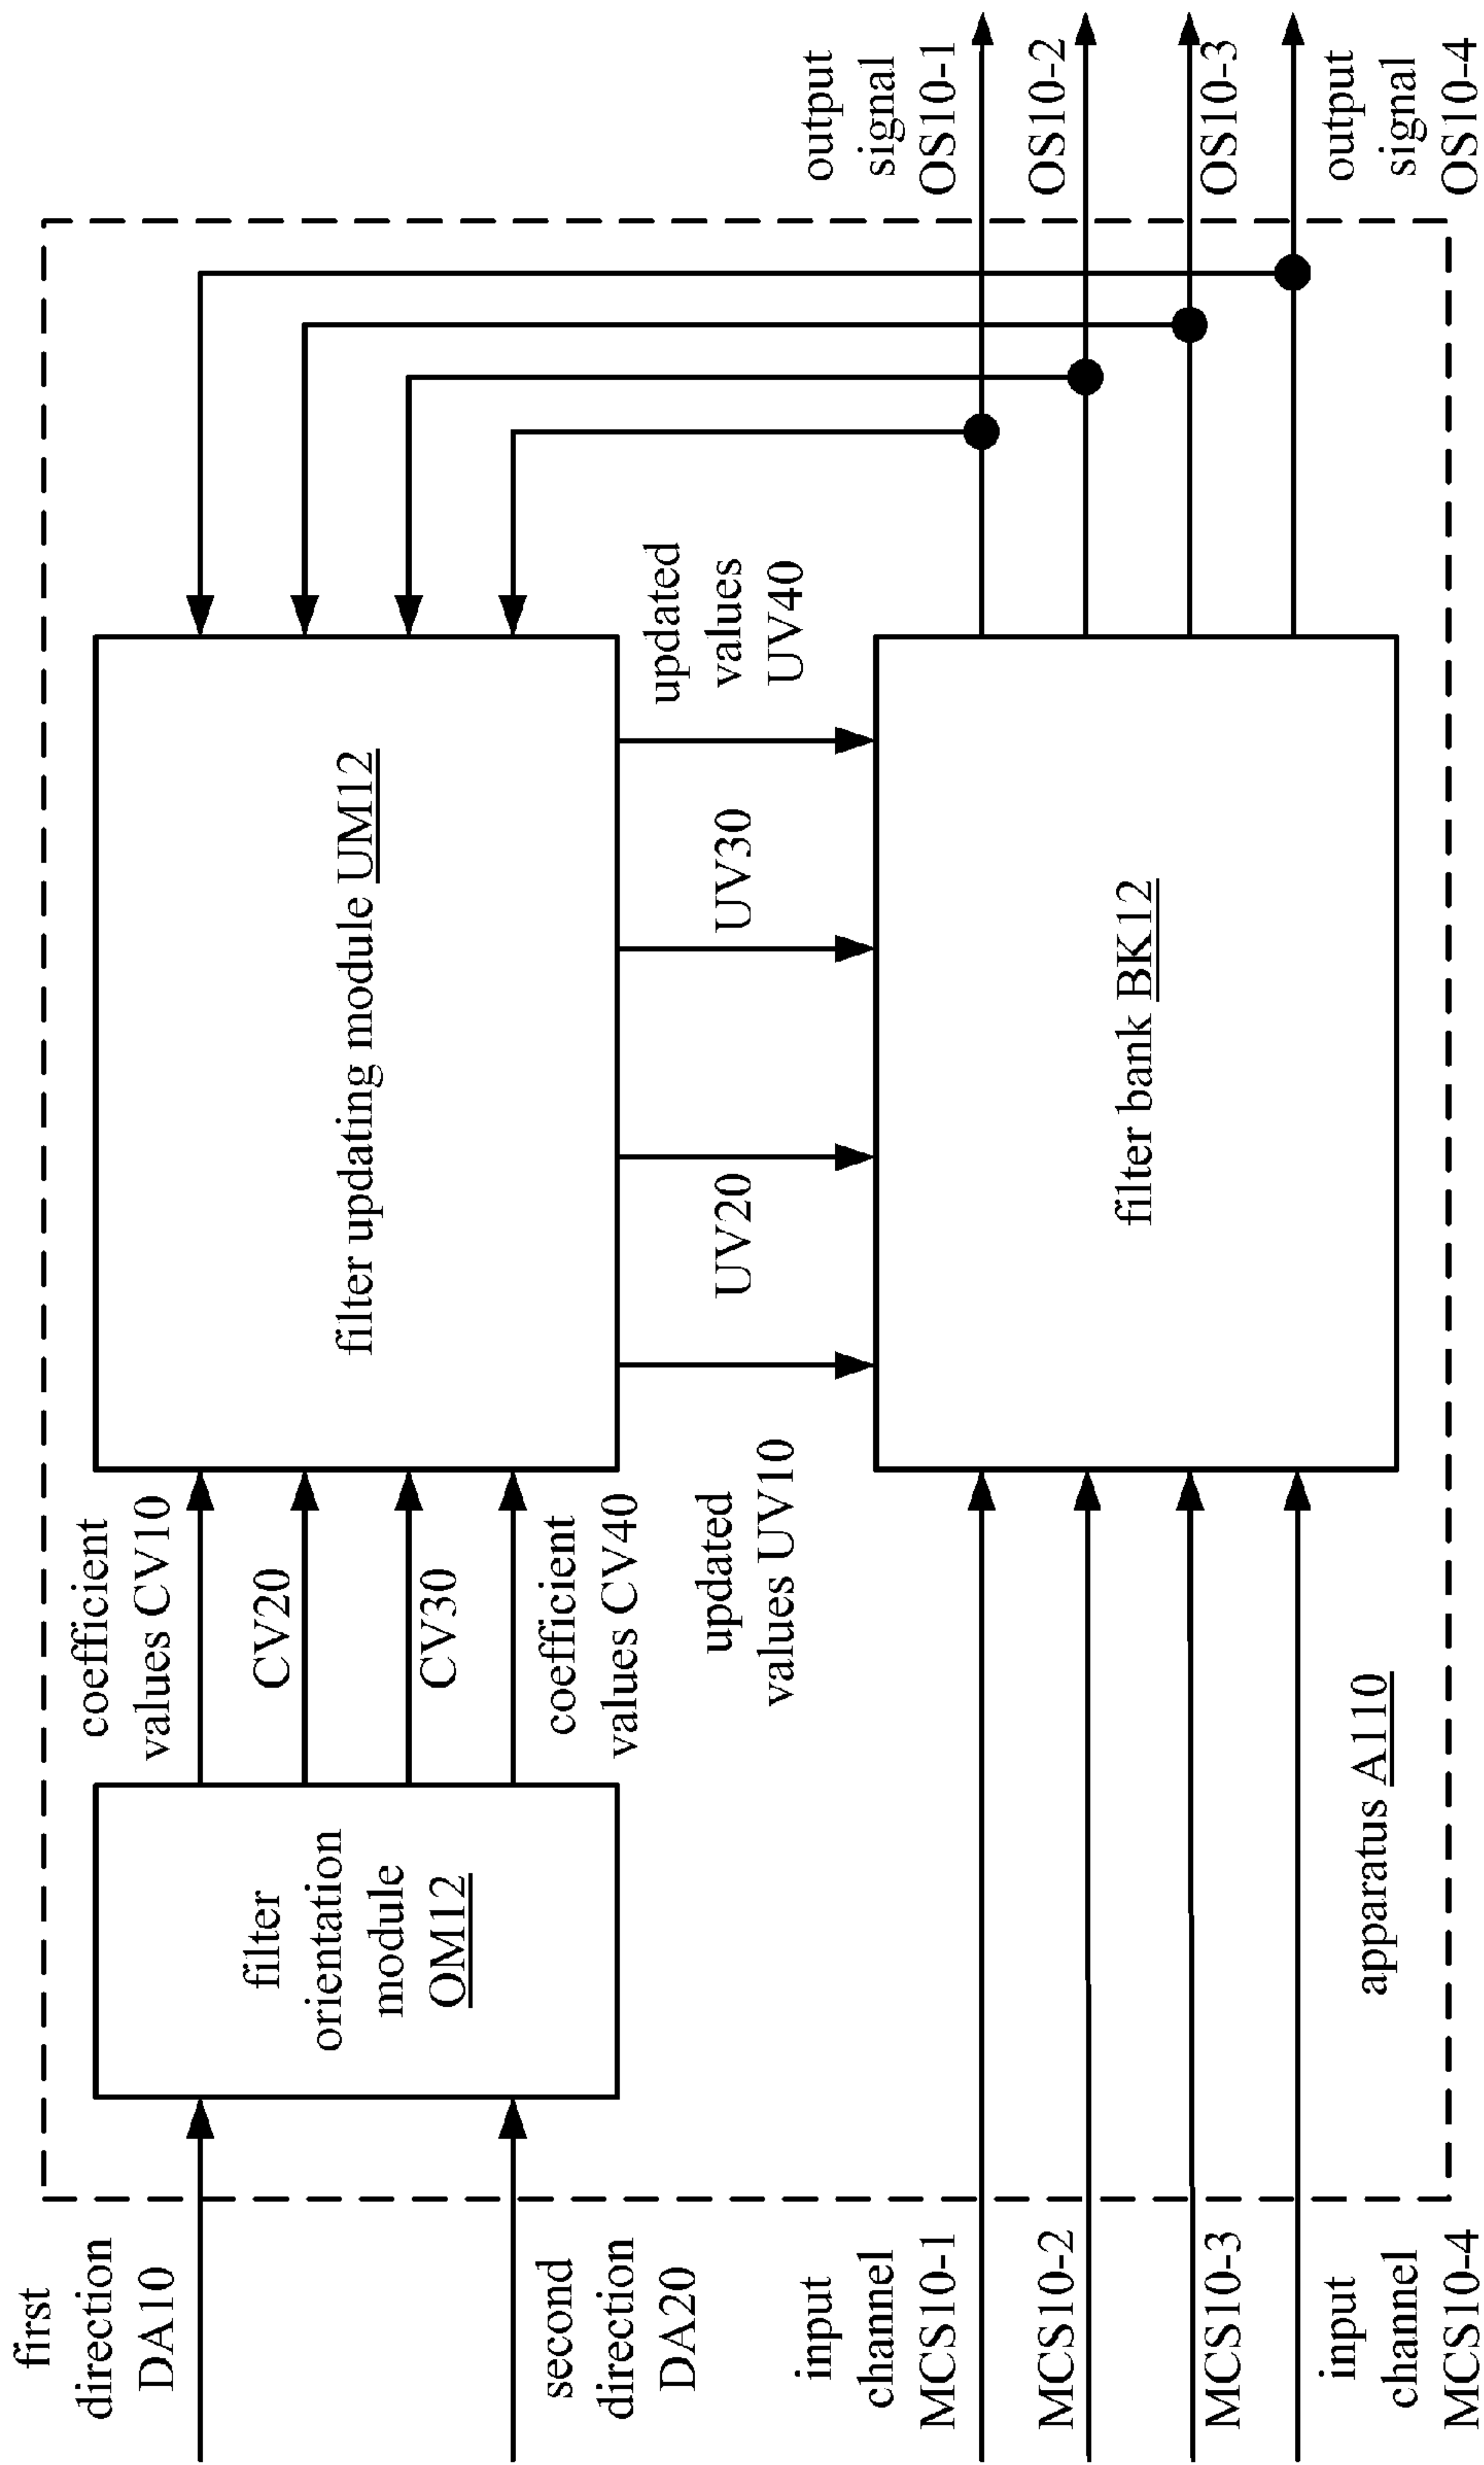 first
direction
DA10
second
direction
DA20
filter
orientation
module
OM12
coefficient
values CV10
CV20
CV30
coefficient
values CV40
filter updating module UM12
updated
values UV10
UV20
UV30
updated
values
UV40
input
channel
MCS10-1
MCS10-2
MCS10-3
input
channel
MCS10-4
filter bank BK12
apparatus A110
output
signal
OS10-1
OS10-2
OS10-3
output
signal
OS10-4